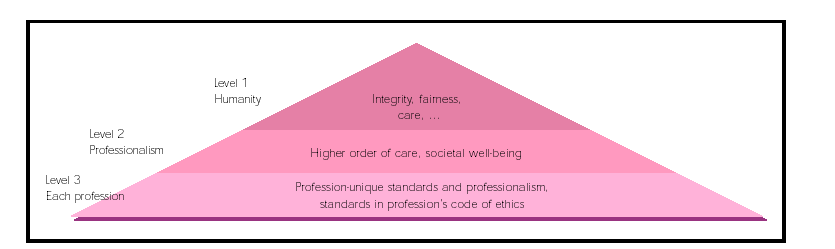 Level 1
Humanity
Integrity, fairness,
care, ...
Level 2
Professionalism
Higher order of care, societal well-being
Level 3
Each profession
Profession-unique standards and professionalism,
standards in profession's code of ethics